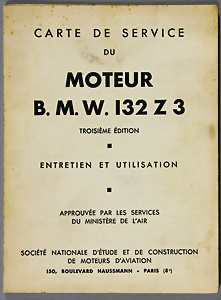 CARTE DE SERVICE
DU
MOTEUR
B. M. W. 132 Z 3
TROISIÈME ÉDITION
ENTRETIEN ET UTILISATION
APPROUVÉE PAR LES SERVICES
DU MINISTÈRE DE L'AIR
SOCIÉTÉ NATIONALE D'ÉTUDE ET DE CONSTRUCTION
DE MOTEURS D'AVIATION
150, BOULEVARD HAUSSMANN - PARIS (8e)